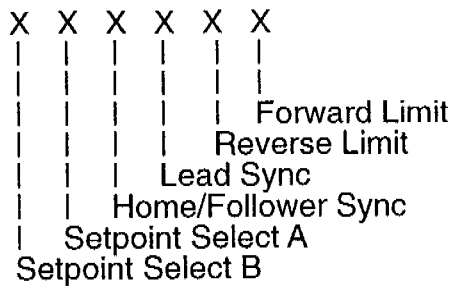 X X X X X X
Forward Limit
Reverse Limit
Lead Sync
Home/Follower Sync
Setpoint Select A
Setpoint Select B